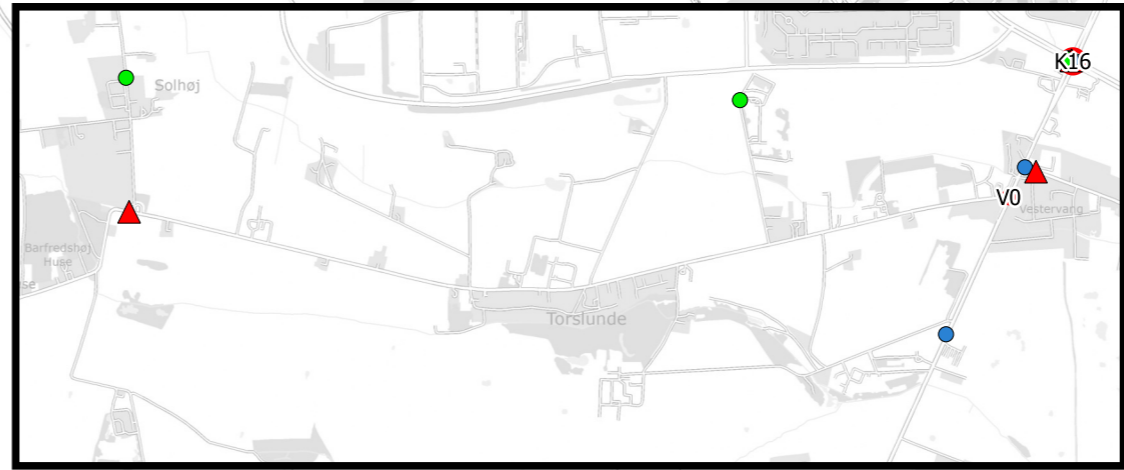 K16
Solhøj
V0
Vestervang
Barfredshøj
Huse
se
Torslunde